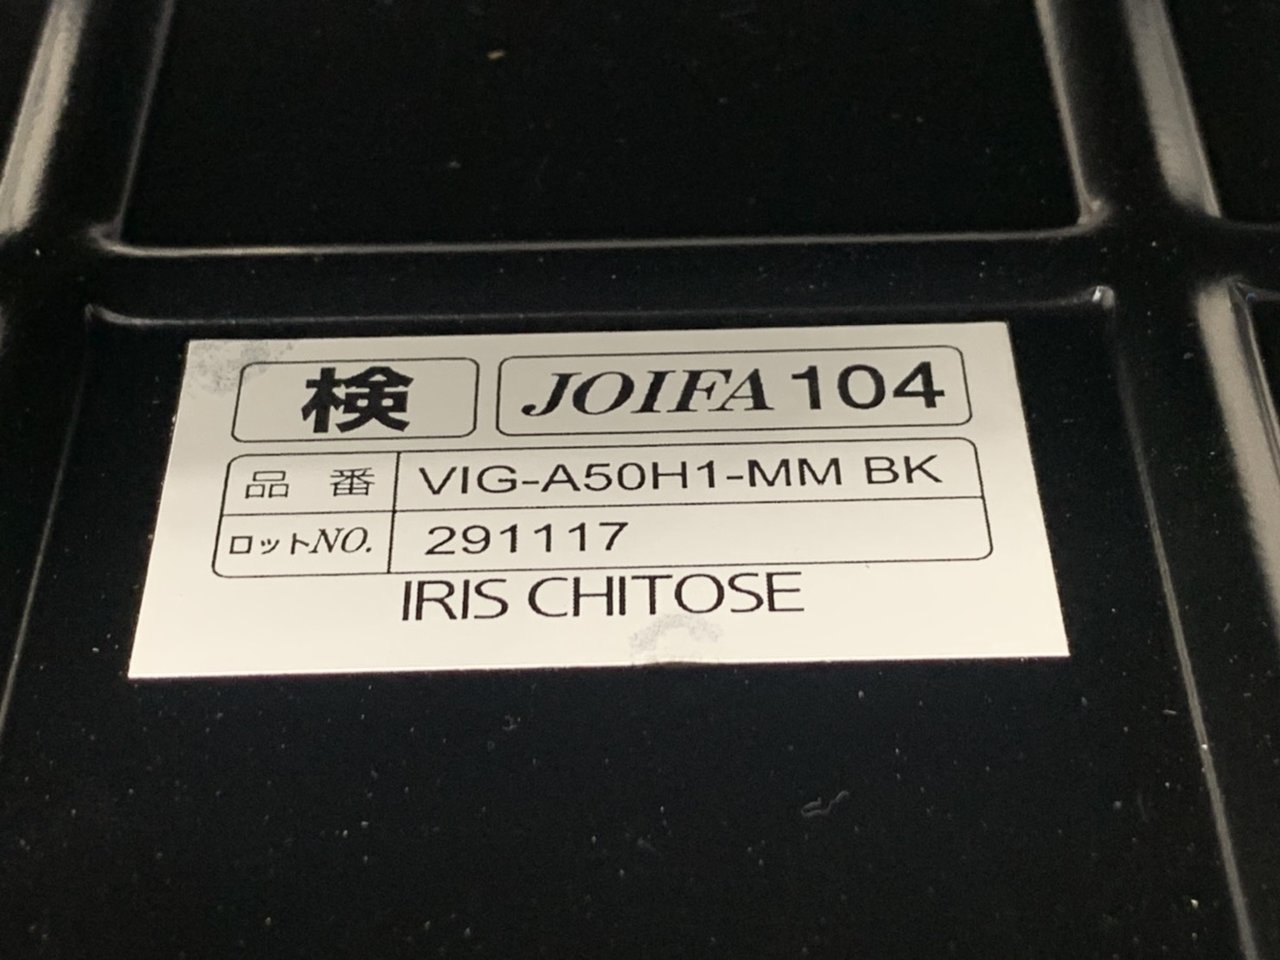 検 JOIFA 104
品 番 VIG-A50H1-MM BK
ロットNO. 291117
IRIS CHITOSE